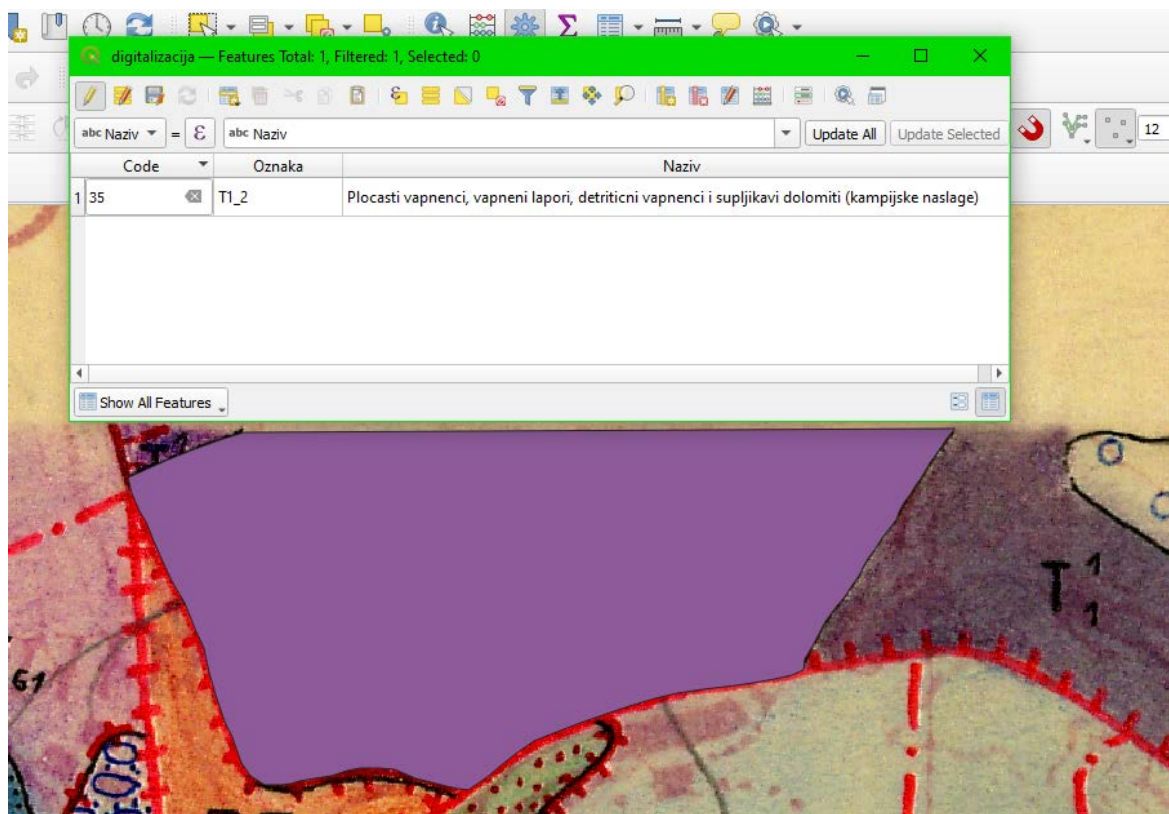 12
digitalizacija — Features Total: 1, Filtered: 1, Selected: 0
abc Naziv = ε abc Naziv Update All Update Selected
Code Oznaka Naziv
1 35 T1_2 Plocasti vapnenci, vapneni lapori, detriticni vapnenci i supljikavi dolomiti (kampijske naslage)
Show All Features
T 1
T 1
1
61